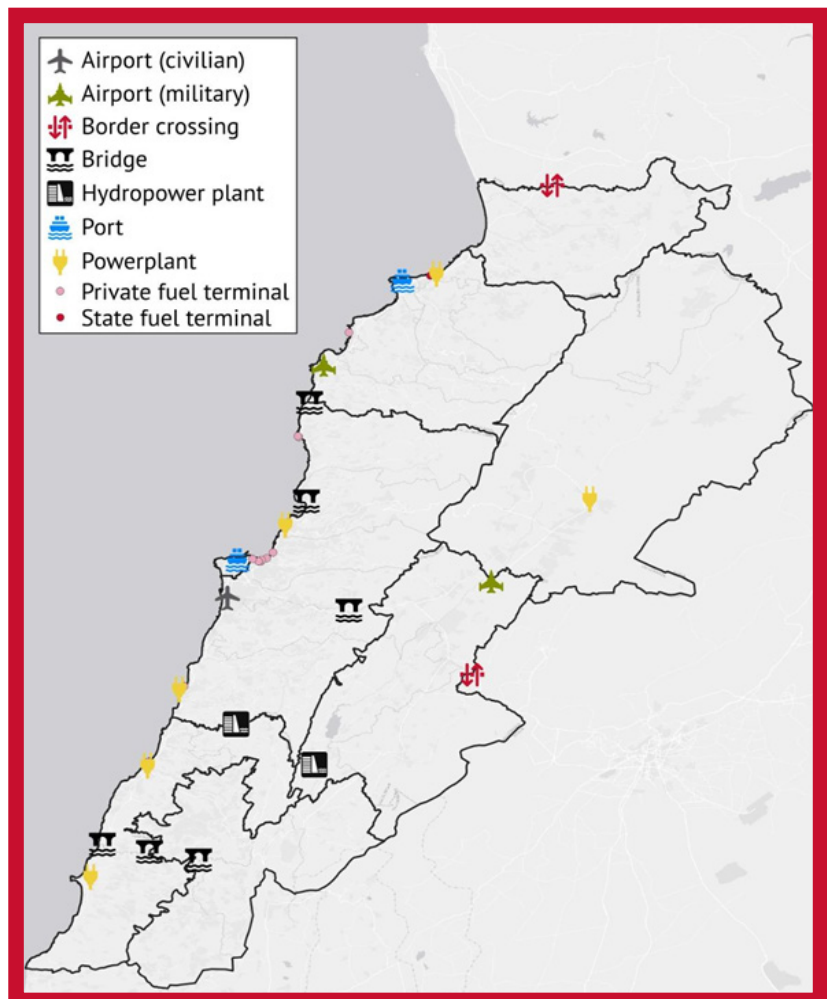 Airport (civilian)
Airport (military)
Border crossing
Bridge
Hydropower plant
Port
Powerplant
Private fuel terminal
State fuel terminal